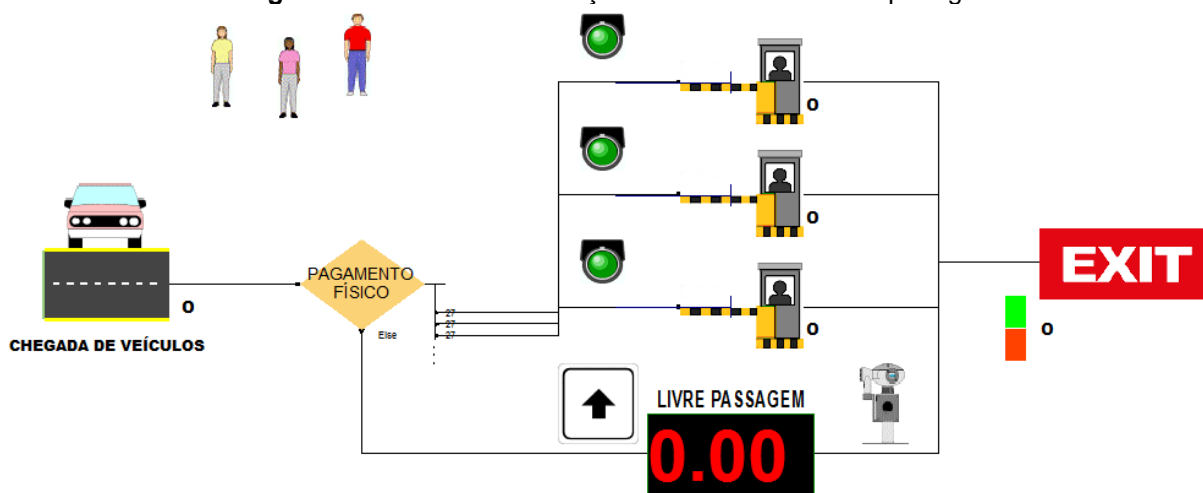 0
0
0
PAGAMENTO
FÍSICO
EXIT
0
27
27
27
Else
0
CHEGADA DE VEÍCULOS
LIVRE PASSAGEM
0.00